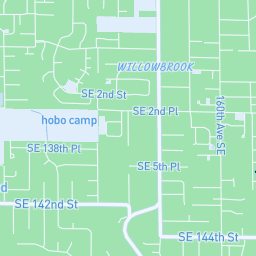 WILLOWBROOK
SE 2nd St
SE 2nd Pl
hobo camp
160th Ave SE
SE 138th Pl
SE 5th Pl
d
SE 142nd St
SE 144th St